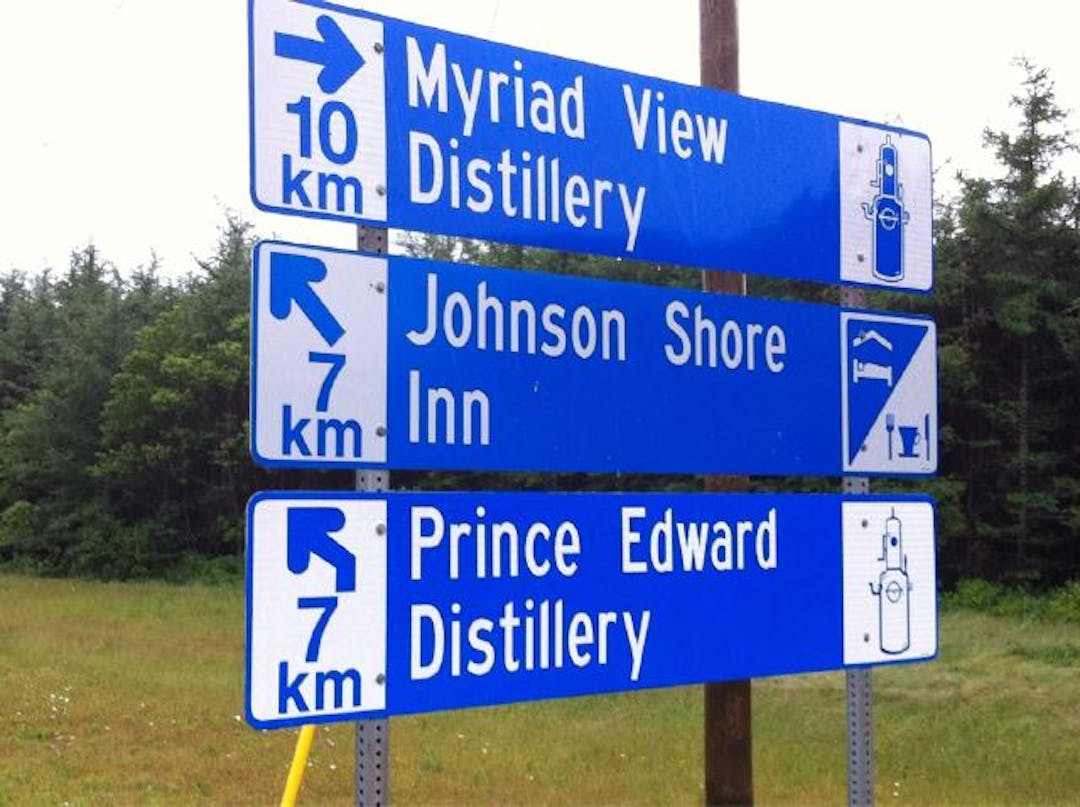 10
km
Myriad View
Distillery
7
km
Johnson Shore
Inn
7
km
Prince Edward
Distillery